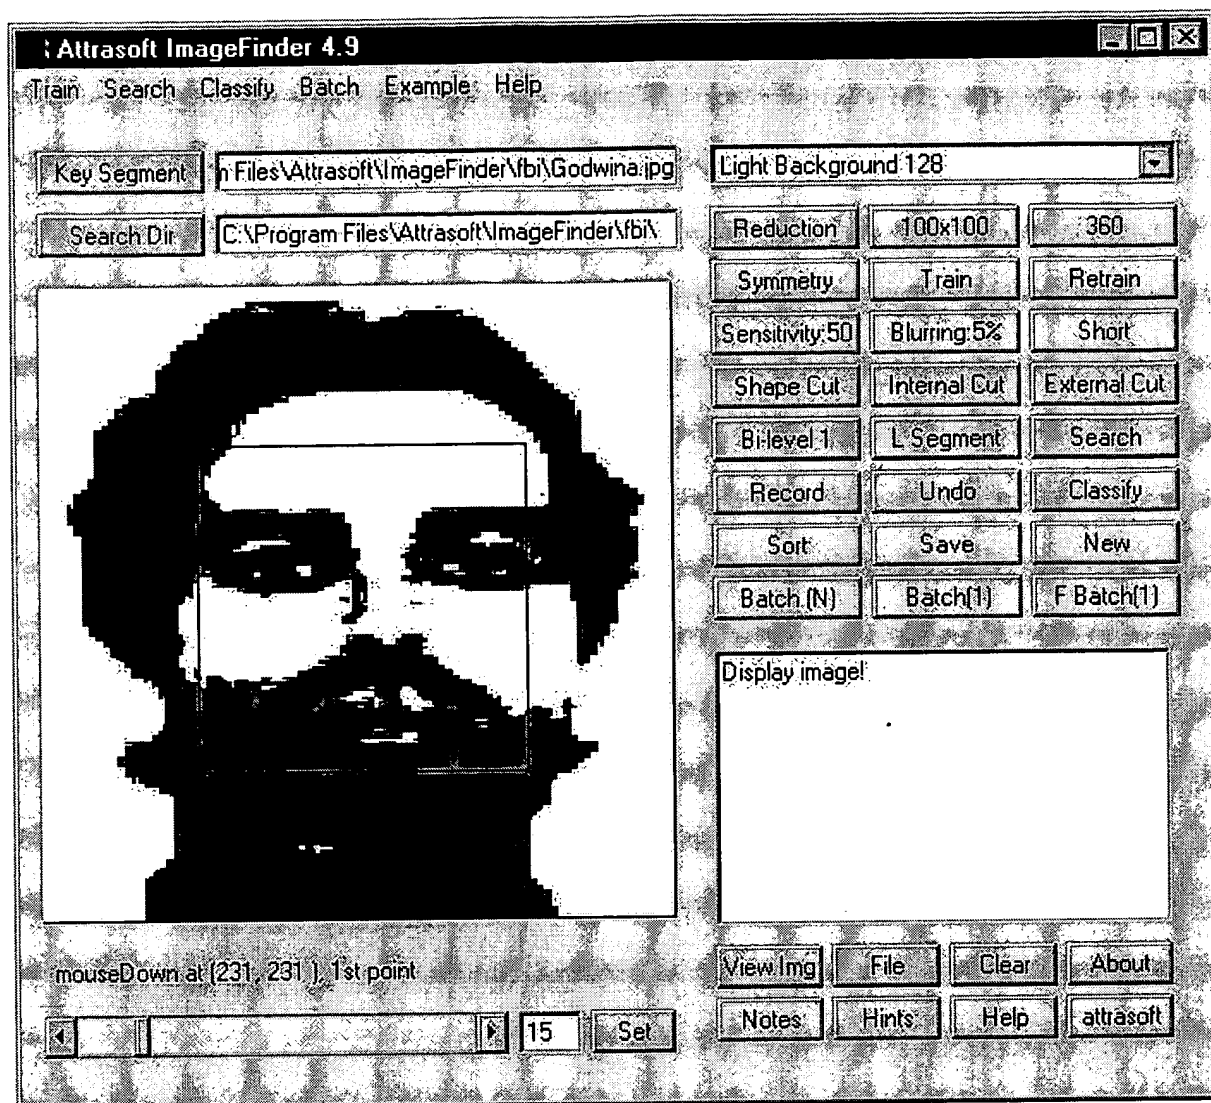 Attrasoft ImageFinder 4.9
Train Search Classify Batch Example Help
Key Segment n Files\Attrasoft\ImageFinder\fbi\Godwina.jpg Light Background 128
Search Dir C:\Program Files\Attrasoft\ImageFinder\fbi\
Reduction 100x100 360
Symmetry Train Retrain
Sensitivity:50 Blurring:5% Short
Shape Cut Internal Cut External Cut
Bi-level 1 L Segment Search
Record Undo Classify
Sort Save New
Batch (N) Batch(1) F Batch(1)
Display image!
mouseDown at (231, 231 ), 1st point
15 Set
View Img File Clear About
Notes Hints Help attrasoft